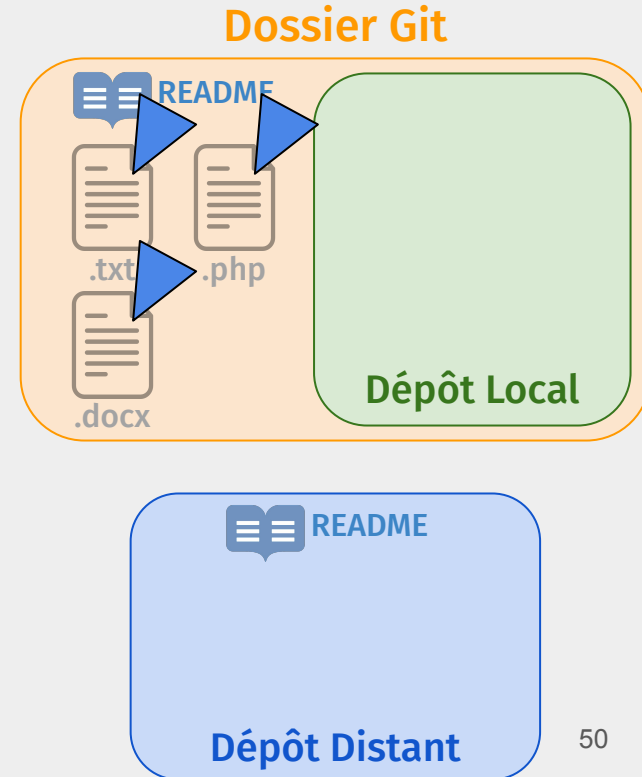 Dossier Git
README
.txt
.php
.docx
Dépôt Local
README
Dépôt Distant
50